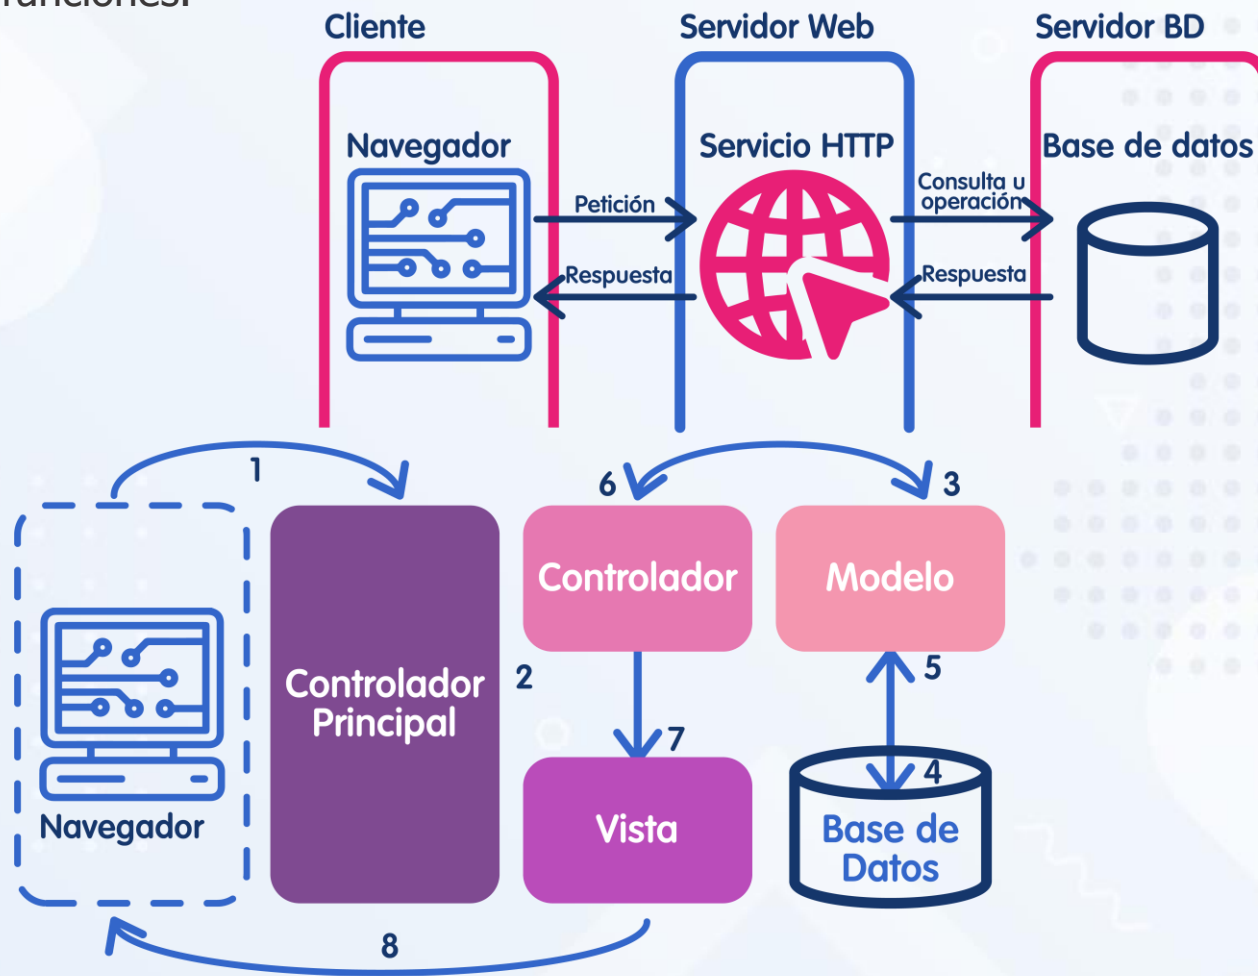 funciones.
Cliente
Servidor Web
Servidor BD
Navegador
Servicio HTTP
Base de datos
Petición
Consulta u
operación
Respuesta
Respuesta
1
6
3
Controlador
Modelo
Controlador
Principal
2
5
7
4
Navegador
Vista
Base de
Datos
8